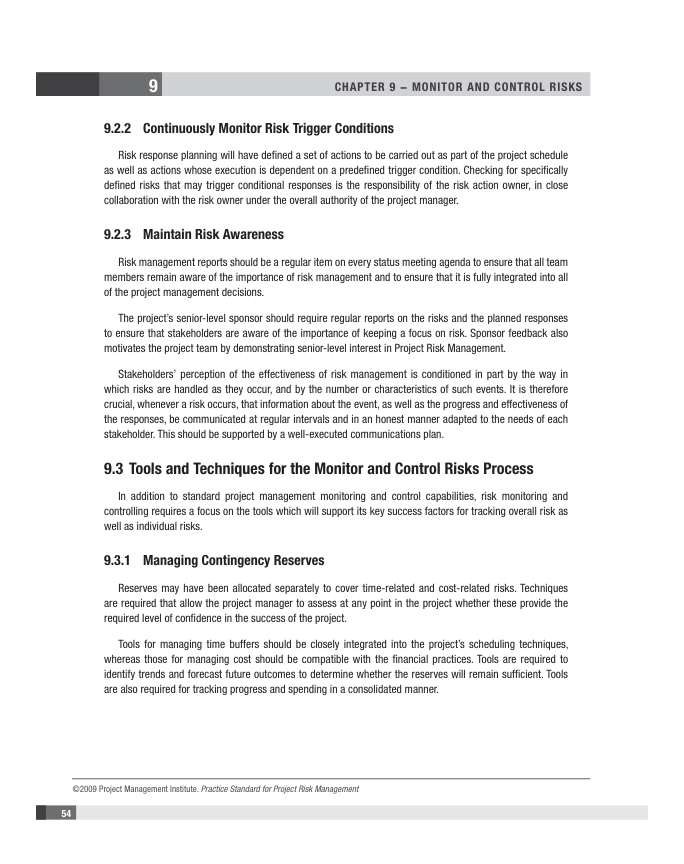 9
CHAPTER 9 – MONITOR AND CONTROL RISKS
9.2.2 Continuously Monitor Risk Trigger Conditions
Risk response planning will have defined a set of actions to be carried out as part of the project schedule
as well as actions whose execution is dependent on a predefined trigger condition. Checking for specifically
defined risks that may trigger conditional responses is the responsibility of the risk action owner, in close
collaboration with the risk owner under the overall authority of the project manager.
9.2.3 Maintain Risk Awareness
Risk management reports should be a regular item on every status meeting agenda to ensure that all team
members remain aware of the importance of risk management and to ensure that it is fully integrated into all
of the project management decisions.
The project's senior-level sponsor should require regular reports on the risks and the planned responses
to ensure that stakeholders are aware of the importance of keeping a focus on risk. Sponsor feedback also
motivates the project team by demonstrating senior-level interest in Project Risk Management.
Stakeholders' perception of the effectiveness of risk management is conditioned in part by the way in
which risks are handled as they occur, and by the number or characteristics of such events. It is therefore
crucial, whenever a risk occurs, that information about the event, as well as the progress and effectiveness of
the responses, be communicated at regular intervals and in an honest manner adapted to the needs of each
stakeholder. This should be supported by a well-executed communications plan.
9.3 Tools and Techniques for the Monitor and Control Risks Process
In addition to standard project management monitoring and control capabilities, risk monitoring and
controlling requires a focus on the tools which will support its key success factors for tracking overall risk as
well as individual risks.
9.3.1 Managing Contingency Reserves
Reserves may have been allocated separately to cover time-related and cost-related risks. Techniques
are required that allow the project manager to assess at any point in the project whether these provide the
required level of confidence in the success of the project.
Tools for managing time buffers should be closely integrated into the project's scheduling techniques,
whereas those for managing cost should be compatible with the financial practices. Tools are required to
identify trends and forecast future outcomes to determine whether the reserves will remain sufficient. Tools
are also required for tracking progress and spending in a consolidated manner.
©2009 Project Management Institute. Practice Standard for Project Risk Management
54